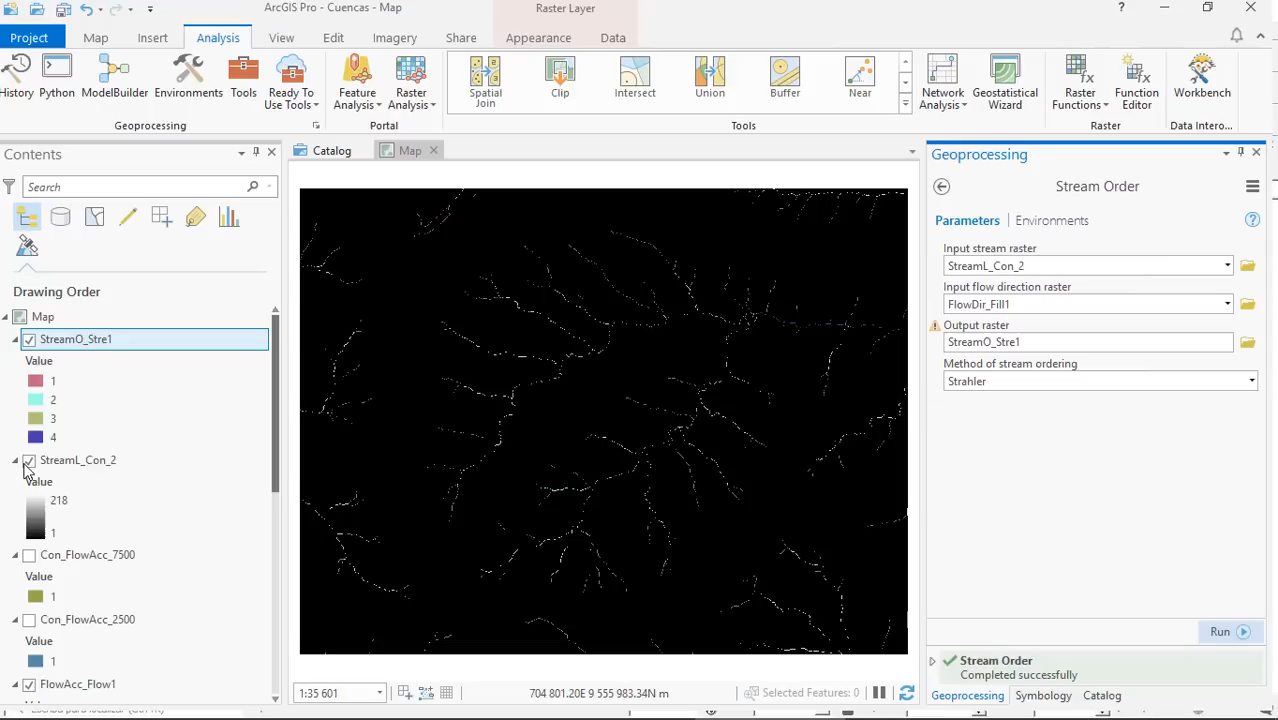 ArcGIS Pro - Cuencas - Map
Raster Layer
?
Project Map Insert Analysis View Edit Imagery Share Appearance Data
History Python ModelBuilder Environments Tools Ready To Use Tools
Feature Analysis Raster Analysis
Spatial Join Clip Intersect Union Buffer Near
Network Analysis Geostatistical Wizard
Raster Functions Function Editor
Workbench
Geoprocessing Portal Tools Raster Data Intero...
Contents
Search
Drawing Order
Map
StreamO_Stre1
Value
1
2
3
4
StreamL_Con_2
Value
218
1
Con_FlowAcc_7500
Value
1
Con_FlowAcc_2500
Value
1
FlowAcc_Flow1
Catalog Map
1:35 601
704 801.20E 9 555 983.34N m
Selected Features: 0
Geoprocessing
Stream Order
Parameters Environments
Input stream raster
StreamL_Con_2
Input flow direction raster
FlowDir_Fill1
Output raster
StreamO_Stre1
Method of stream ordering
Strahler
Run
Stream Order
Completed successfully
Geoprocessing Symbology Catalog